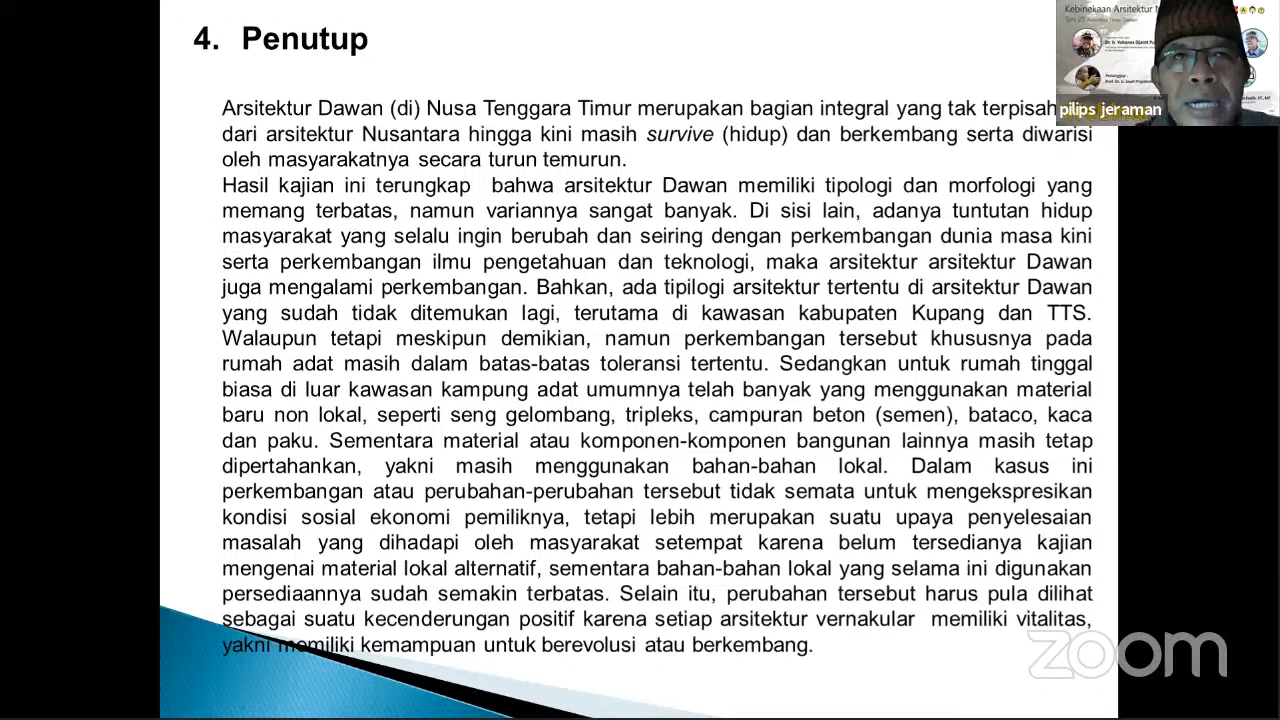 4. Penutup
Arsitektur Dawan (di) Nusa Tenggara Timur merupakan bagian integral yang tak terpisah
dari arsitektur Nusantara hingga kini masih survive (hidup) dan berkembang serta diwarisi
oleh masyarakatnya secara turun temurun.
Hasil kajian ini terungkap bahwa arsitektur Dawan memiliki tipologi dan morfologi yang
memang terbatas, namun variannya sangat banyak. Di sisi lain, adanya tuntutan hidup
masyarakat yang selalu ingin berubah dan seiring dengan perkembangan dunia masa kini
serta perkembangan ilmu pengetahuan dan teknologi, maka arsitektur arsitektur Dawan
juga mengalami perkembangan. Bahkan, ada tipilogi arsitektur tertentu di arsitektur Dawan
yang sudah tidak ditemukan lagi, terutama di kawasan kabupaten Kupang dan TTS.
Walaupun tetapi meskipun demikian, namun perkembangan tersebut khususnya pada
rumah adat masih dalam batas-batas toleransi tertentu. Sedangkan untuk rumah tinggal
biasa di luar kawasan kampung adat umumnya telah banyak yang menggunakan material
baru non lokal, seperti seng gelombang, tripleks, campuran beton (semen), bataco, kaca
dan paku. Sementara material atau komponen-komponen bangunan lainnya masih tetap
dipertahankan, yakni masih menggunakan bahan-bahan lokal. Dalam kasus ini
perkembangan atau perubahan-perubahan tersebut tidak semata untuk mengekspresikan
kondisi sosial ekonomi pemiliknya, tetapi lebih merupakan suatu upaya penyelesaian
masalah yang dihadapi oleh masyarakat setempat karena belum tersedianya kajian
mengenai material lokal alternatif, sementara bahan-bahan lokal yang selama ini digunakan
persediaannya sudah semakin terbatas. Selain itu, perubahan tersebut harus pula dilihat
sebagai suatu kecenderungan positif karena setiap arsitektur vernakular memiliki vitalitas,
yakni memiliki kemampuan untuk berevolusi atau berkembang.
Kebinekaan Arsitektur
pilips jeraman
zoom